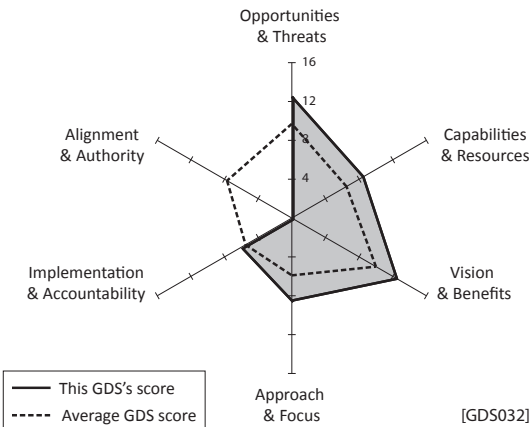 Opportunities
& Threats
16
12
8
4
Alignment
& Authority
Capabilities
& Resources
Implementation
& Accountability
Vision
& Benefits
This GDS's score
Average GDS score
Approach
& Focus
[GDS032]